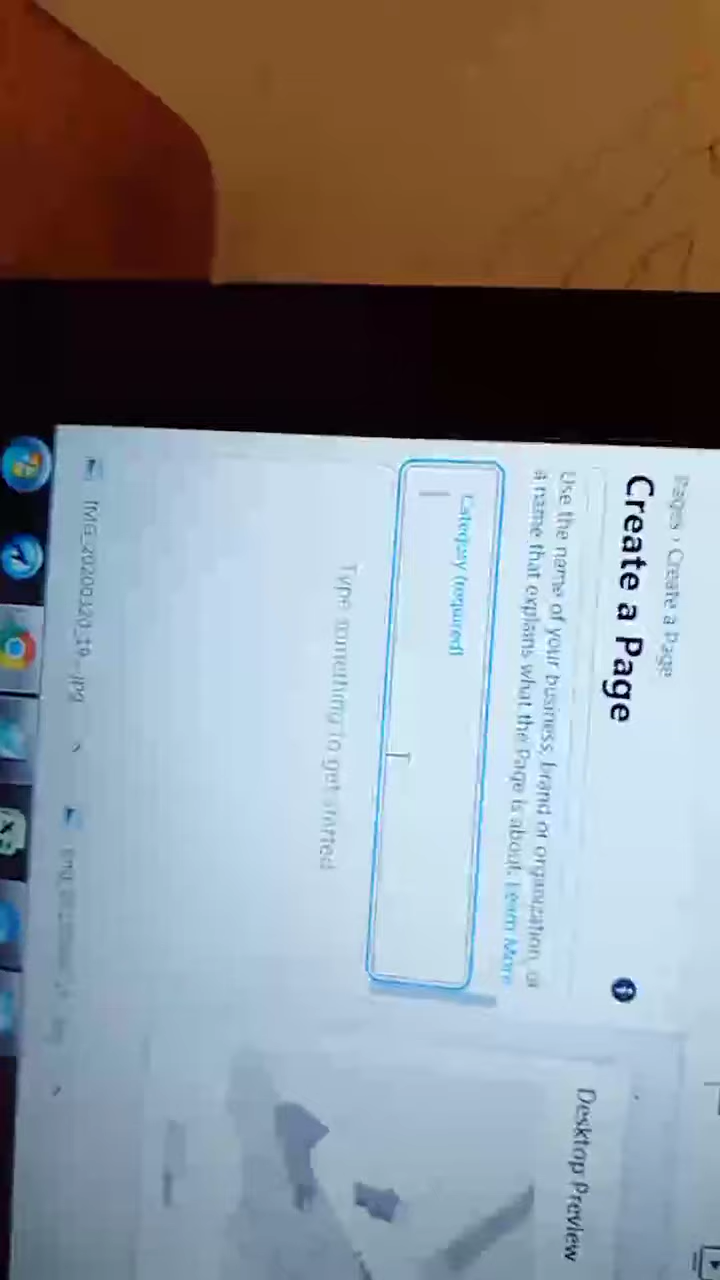 Pages › Create a Page
Create a Page
Use the name of your business, brand or organization, or
a name that explains what the Page is about. Learn More
Category (required)
Type something to get started
Desktop Preview